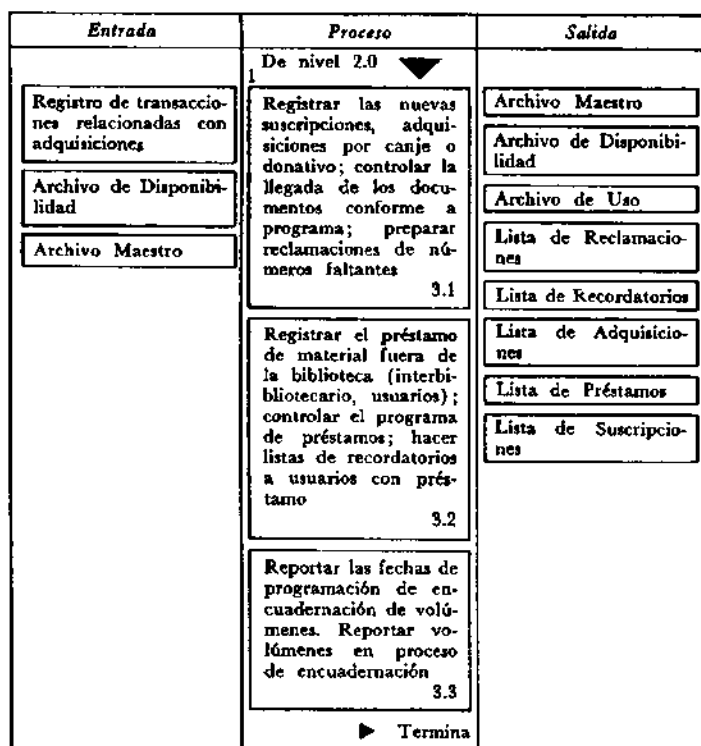 Entrada
Proceso
Salida
De nivel 2.0
1
Registro de transaccio-
nes relacionadas con
adquisiciones
Archivo de Disponibi-
lidad
Archivo Maestro
Registrar las nuevas
suscripciones, adqui-
siciones por canje o
donativo; controlar la
llegada de los docu-
mentos conforme a
programa; preparar
reclamaciones de nú-
meros faltantes
3.1
Registrar el préstamo
de material fuera de
la biblioteca (interbi-
bliotecario, usuarios);
controlar el programa
de préstamos; hacer
listas de recordatorios
a usuarios con prés-
tamo
3.2
Reportar las fechas de
programación de en-
cuadernación de volú-
menes. Reportar vo-
lúmenes en proceso
de encuadernación
3.3
Termina
Archivo Maestro
Archivo de Disponibi-
lidad
Archivo de Uso
Lista de Reclamacio-
nes
Lista de Recordatorios
Lista de Adquisicio-
nes
Lista de Préstamos
Lista de Suscripcio-
nes